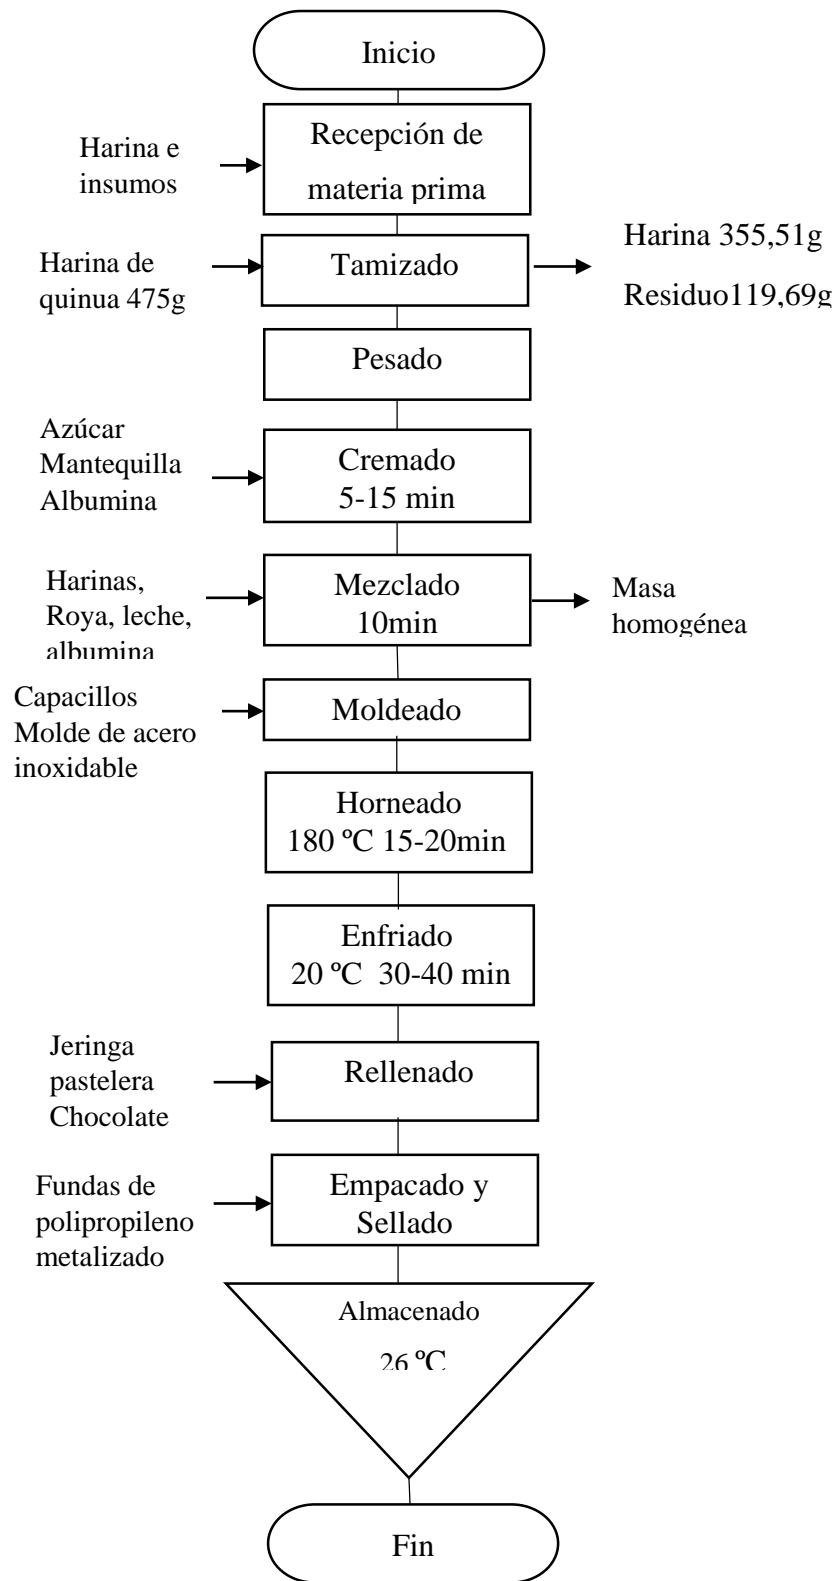 Inicio
Harina e
insumos
Recepción de
materia prima
Harina de
quinua 475g
Tamizado
Harina 355,51g
Residuo119,69g
Pesado
Azúcar
Mantequilla
Albumina
Cremado
5-15 min
Harinas,
Roya, leche,
albumina
Mezclado
10min
Masa
homogénea
Capacillos
Molde de acero
inoxidable
Moldeado
Horneado
180 ºC 15-20min
Enfriado
20 ºC  30-40 min
Jeringa
pastelera
Chocolate
Rellenado
Fundas de
polipropileno
metalizado
Empacado y
Sellado
Almacenado
26 ºC
Fin